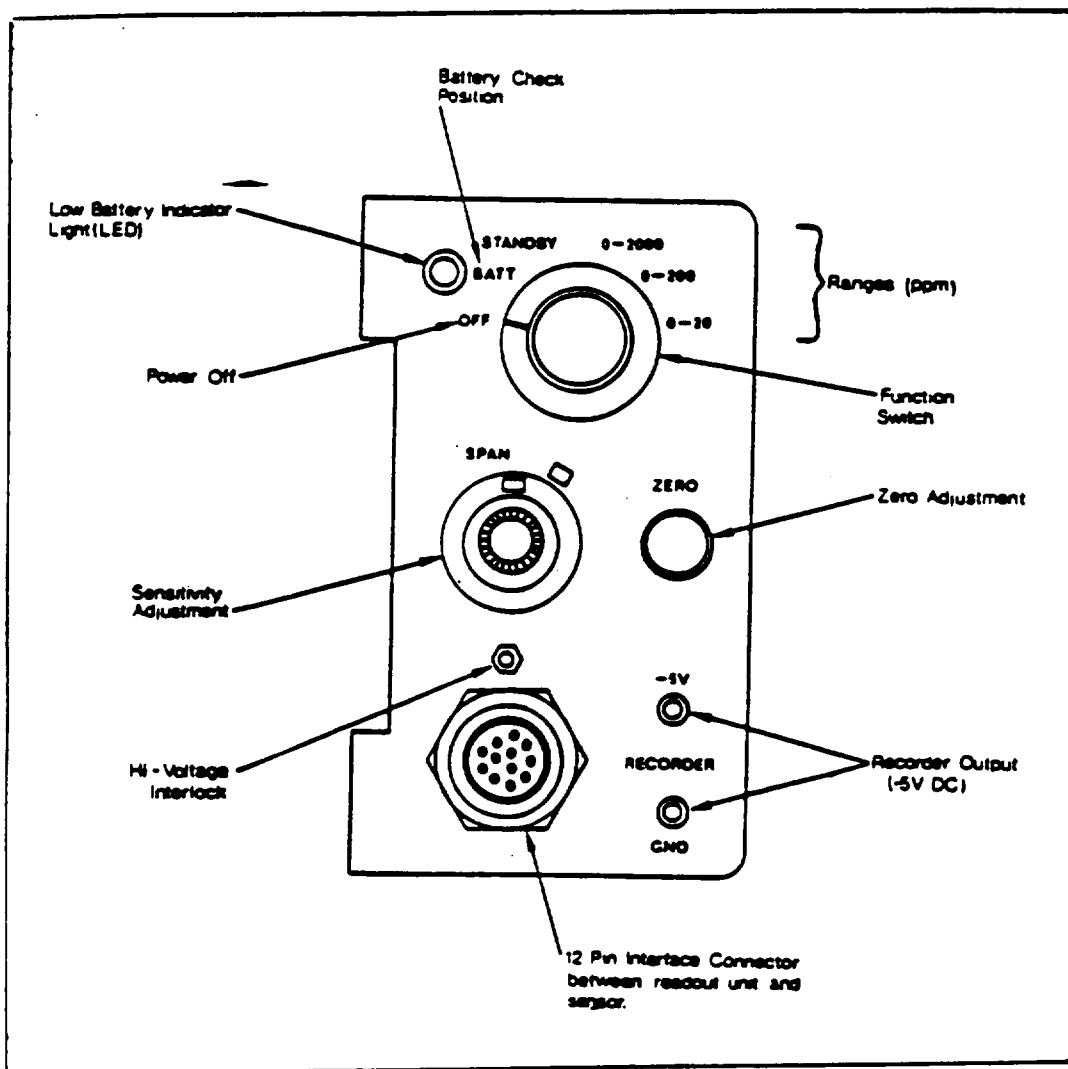 Battery Check
Position
Low Battery Indicator
Light(LED)
STANDBY
0-2000
BATT
0-200
Ranges (ppm)
OFF
0-20
Power Off
Function
Switch
SPAN
ZERO
Zero Adjustment
Sensitivity
Adjustment
-5V
Hi-Voltage
Interlock
RECORDER
Recorder Output
(-5V DC)
GND
12 Pin Interface Connector
between readout unit and
sensor.